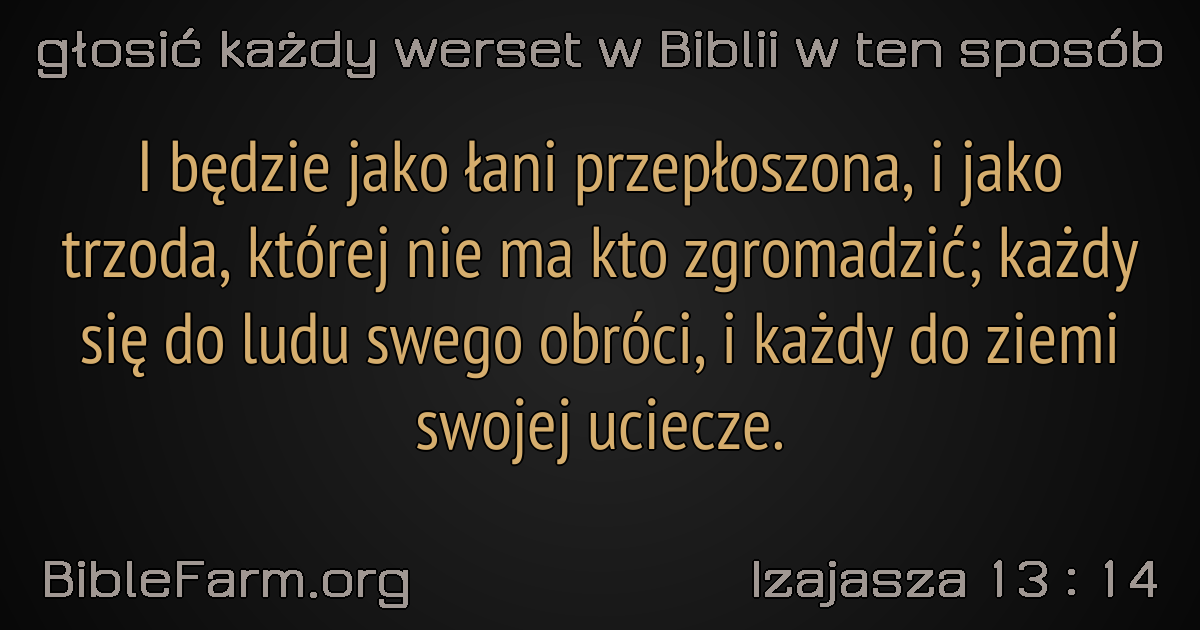 głosić każdy werset w Biblii w ten sposób
I będzie jako łani przepłoszona, i jako
trzoda, której nie ma kto zgromadzić; każdy
się do ludu swego obróci, i każdy do ziemi
swojej uciecze.
BibleFarm.org
Izajasza 13 : 14